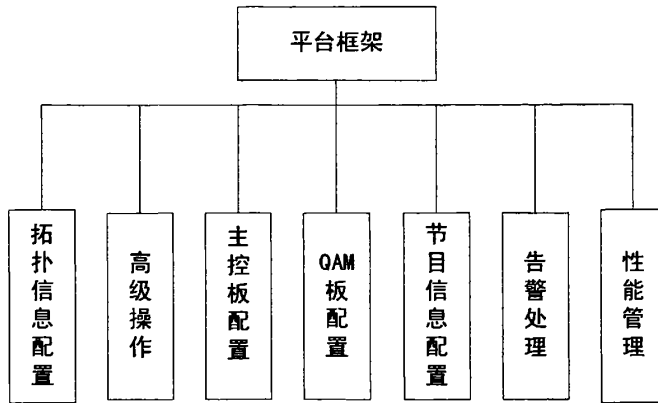 平台框架
拓扑信息配置
高级操作
主控板配置
QAM板配置
节目信息配置
告警处理
性能管理